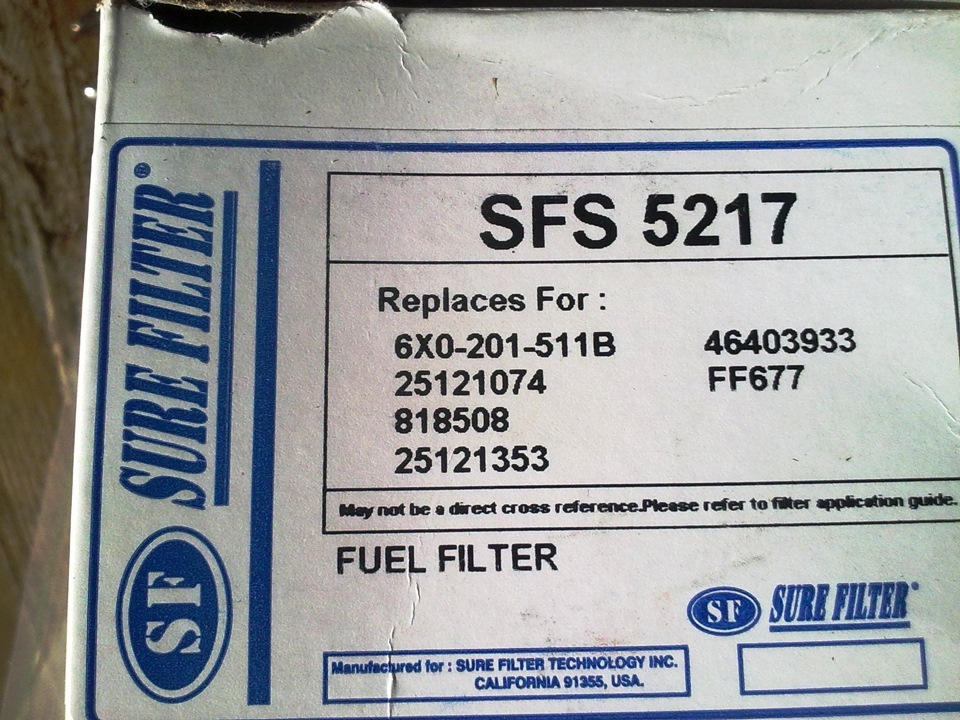 SURE FILTER®
SF
SFS 5217
Replaces For :
6X0-201-511B 46403933
25121074 FF677
818508
25121353
May not be a direct cross reference.Please refer to filter application guide.
FUEL FILTER
SF SURE FILTER®
Manufactured for : SURE FILTER TECHNOLOGY INC.
CALIFORNIA 91355, USA.